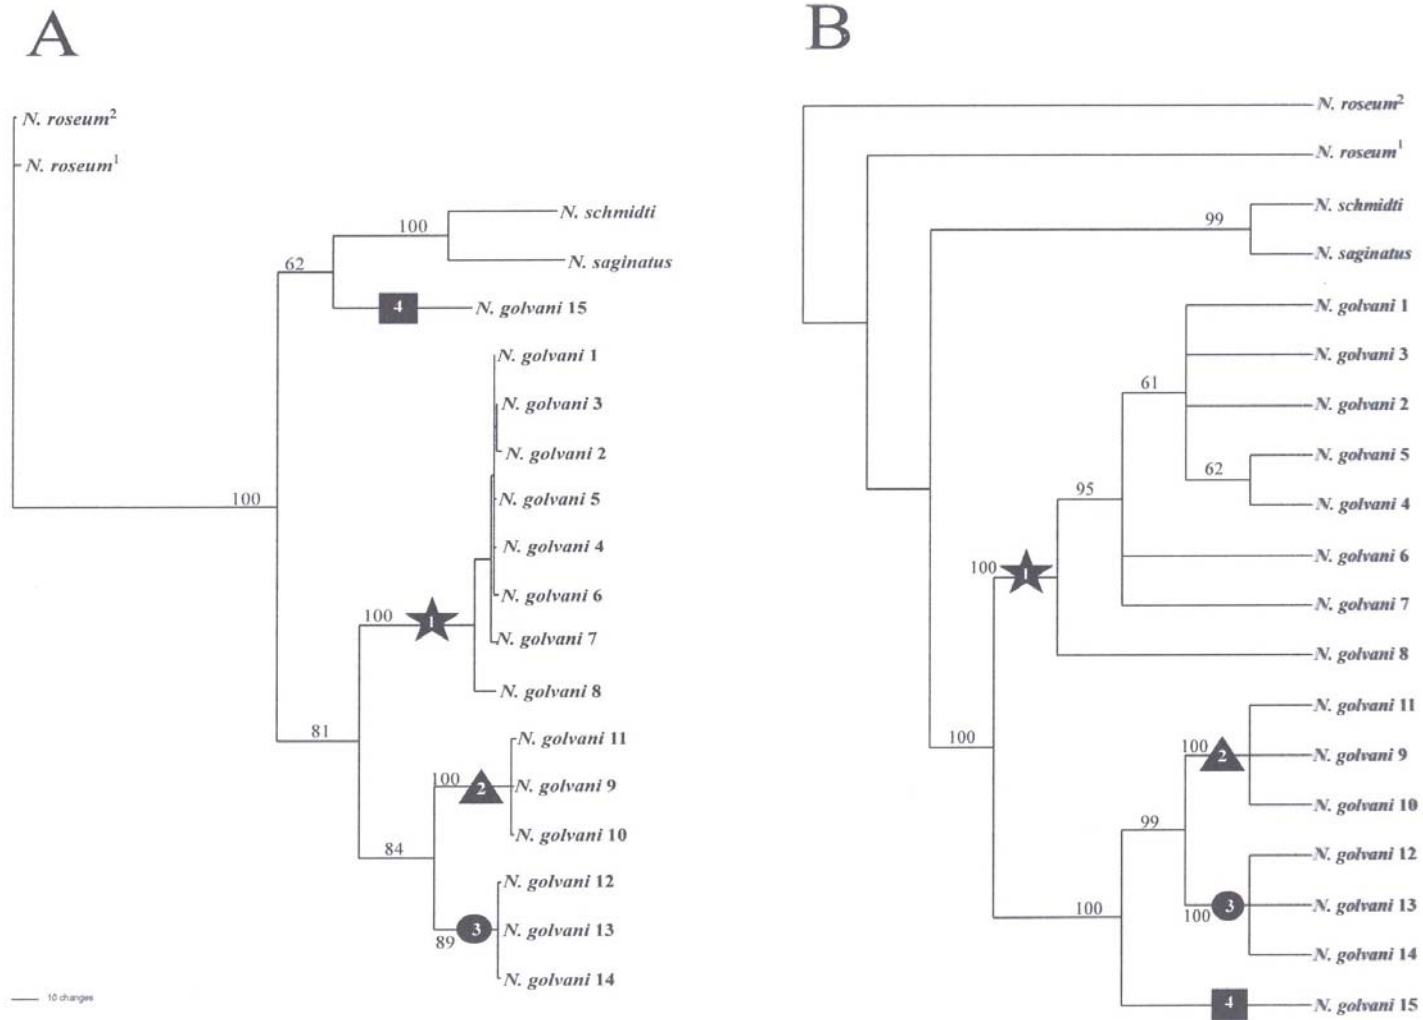 A
N. roseum²
N. roseum¹
100
N. schmidti
N. saginatus
62
4
N. golvani 15
N. golvani 1
N. golvani 3
N. golvani 2
N. golvani 5
100
N. golvani 4
N. golvani 6
100
1
N. golvani 7
N. golvani 8
81
N. golvani 11
100
2
N. golvani 9
N. golvani 10
84
N. golvani 12
3
N. golvani 13
89
N. golvani 14
10 changes
B
N. roseum²
N. roseum¹
N. schmidti
99
N. saginatus
N. golvani 1
N. golvani 3
61
N. golvani 2
N. golvani 5
62
95
N. golvani 4
N. golvani 6
100
1
N. golvani 7
N. golvani 8
N. golvani 11
100
100
2
N. golvani 9
N. golvani 10
99
N. golvani 12
100
3
N. golvani 13
100
N. golvani 14
4
N. golvani 15